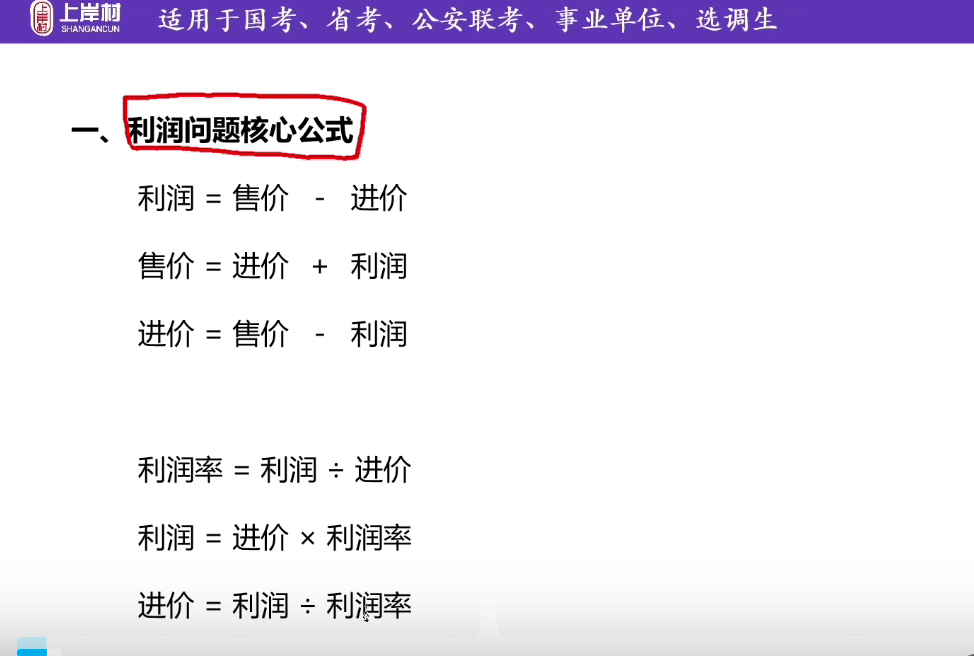 上岸村
SHANGANCUN
适用于国考、省考、公安联考、事业单位、选调生
一、利润问题核心公式
利润 = 售价 - 进价
售价 = 进价 + 利润
进价 = 售价 - 利润
利润率 = 利润 ÷ 进价
利润 = 进价 × 利润率
进价 = 利润 ÷ 利润率